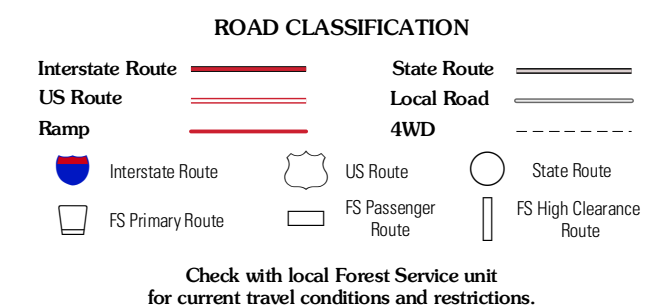 ROAD CLASSIFICATION
Interstate Route
State Route
US Route
Local Road
Ramp
4WD
Interstate Route
US Route
State Route
FS Primary Route
FS Passenger
Route
FS High Clearance
Route
Check with local Forest Service unit
for current travel conditions and restrictions.